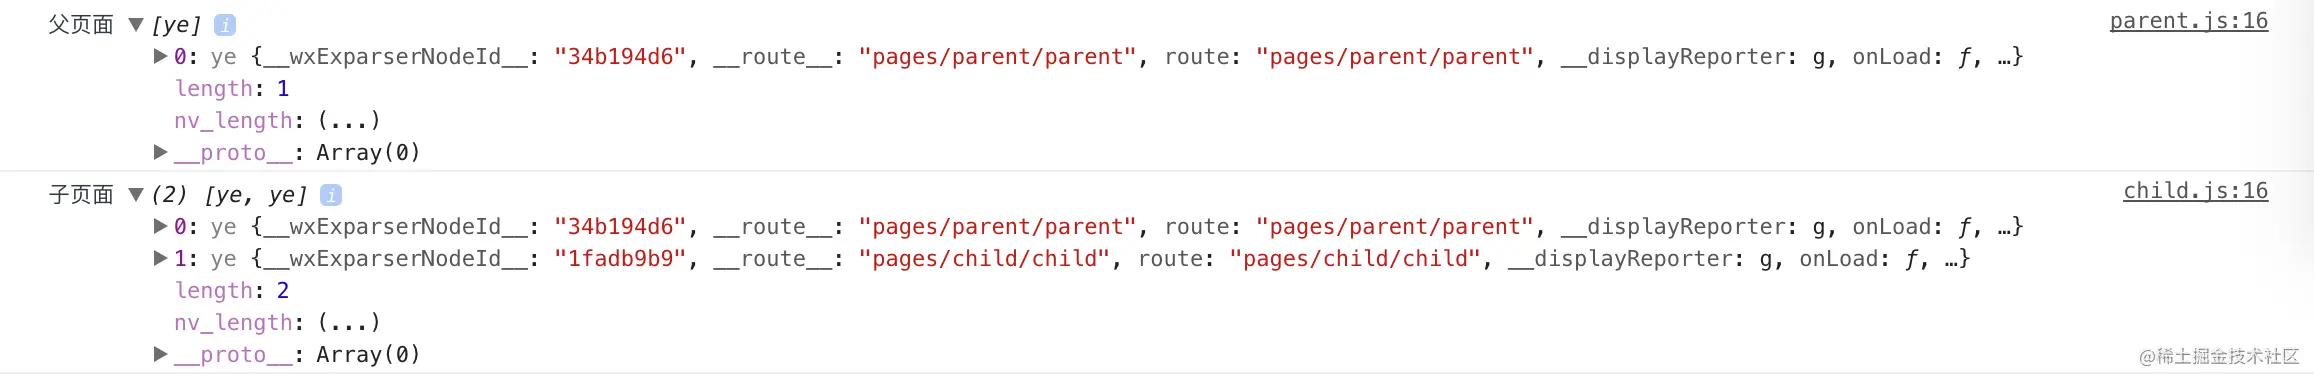 父页面 ▼ [ye] i parent.js:16
▶ 0: ye {__wxExparserNodeId__: "34b194d6", __route__: "pages/parent/parent", route: "pages/parent/parent", __displayReporter: g, onLoad: ƒ, …}
length: 1
nv_length: (...)
▶ __proto__: Array(0)
子页面 ▼ (2) [ye, ye] i child.js:16
▶ 0: ye {__wxExparserNodeId__: "34b194d6", __route__: "pages/parent/parent", route: "pages/parent/parent", __displayReporter: g, onLoad: ƒ, …}
▶ 1: ye {__wxExparserNodeId__: "1fadb9b9", __route__: "pages/child/child", route: "pages/child/child", __displayReporter: g, onLoad: ƒ, …}
length: 2
nv_length: (...)
▶ __proto__: Array(0)
@稀土掘金技术社区